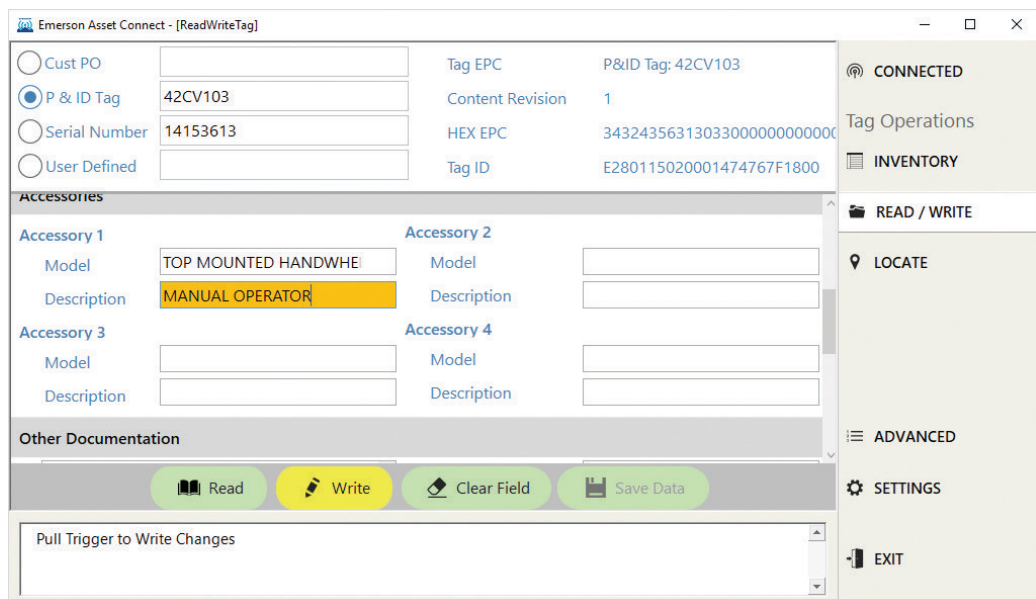 Emerson Asset Connect - [ReadWriteTag]
Cust PO
Tag EPC P&ID Tag: 42CV103
CONNECTED
P & ID Tag 42CV103
Content Revision 1
Tag Operations
Serial Number 14153613
HEX EPC 34324356313033000000000000
INVENTORY
User Defined
Tag ID E280115020001474767F1800
Accessories
READ / WRITE
Accessory 1
Accessory 2
Model TOP MOUNTED HANDWHE
Model
LOCATE
Description MANUAL OPERATOR
Description
Accessory 3
Accessory 4
Model
Model
Description
Description
Other Documentation
ADVANCED
Read
Write
Clear Field
Save Data
SETTINGS
Pull Trigger to Write Changes
EXIT